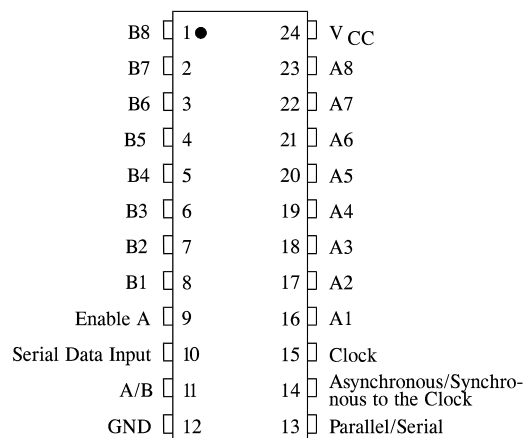 B8 1 24 VCC
B7 2 23 A8
B6 3 22 A7
B5 4 21 A6
B4 5 20 A5
B3 6 19 A4
B2 7 18 A3
B1 8 17 A2
Enable A 9 16 A1
Serial Data Input 10 15 Clock
A/B 11 14 Asynchronous/Synchro-
nous to the Clock
GND 12 13 Parallel/Serial